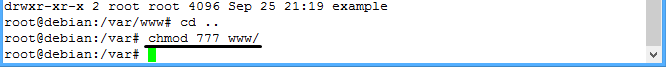 drwxr-xr-x 2 root root 4096 Sep 25 21:19 example
root@debian:/var/www# cd ..
root@debian:/var# chmod 777 www/
root@debian:/var#